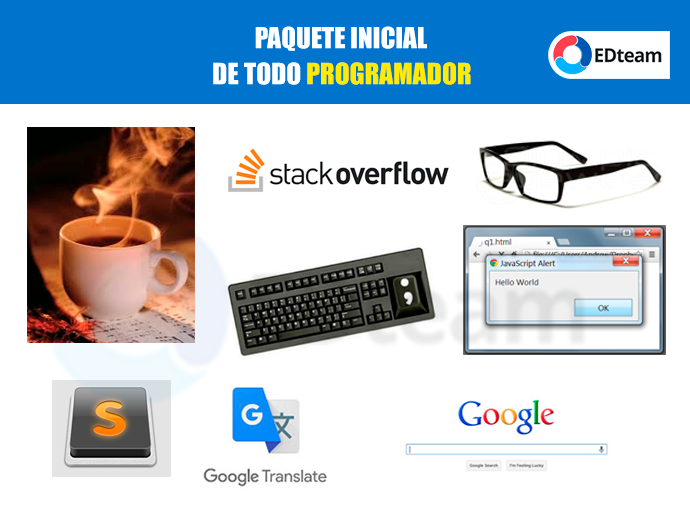 PAQUETE INICIAL
DE TODO PROGRAMADOR
EDteam
stackoverflow
;
q1.html
JavaScript Alert
Hello World
OK
S
G 文
Google Translate
Google
Google Search I'm Feeling Lucky